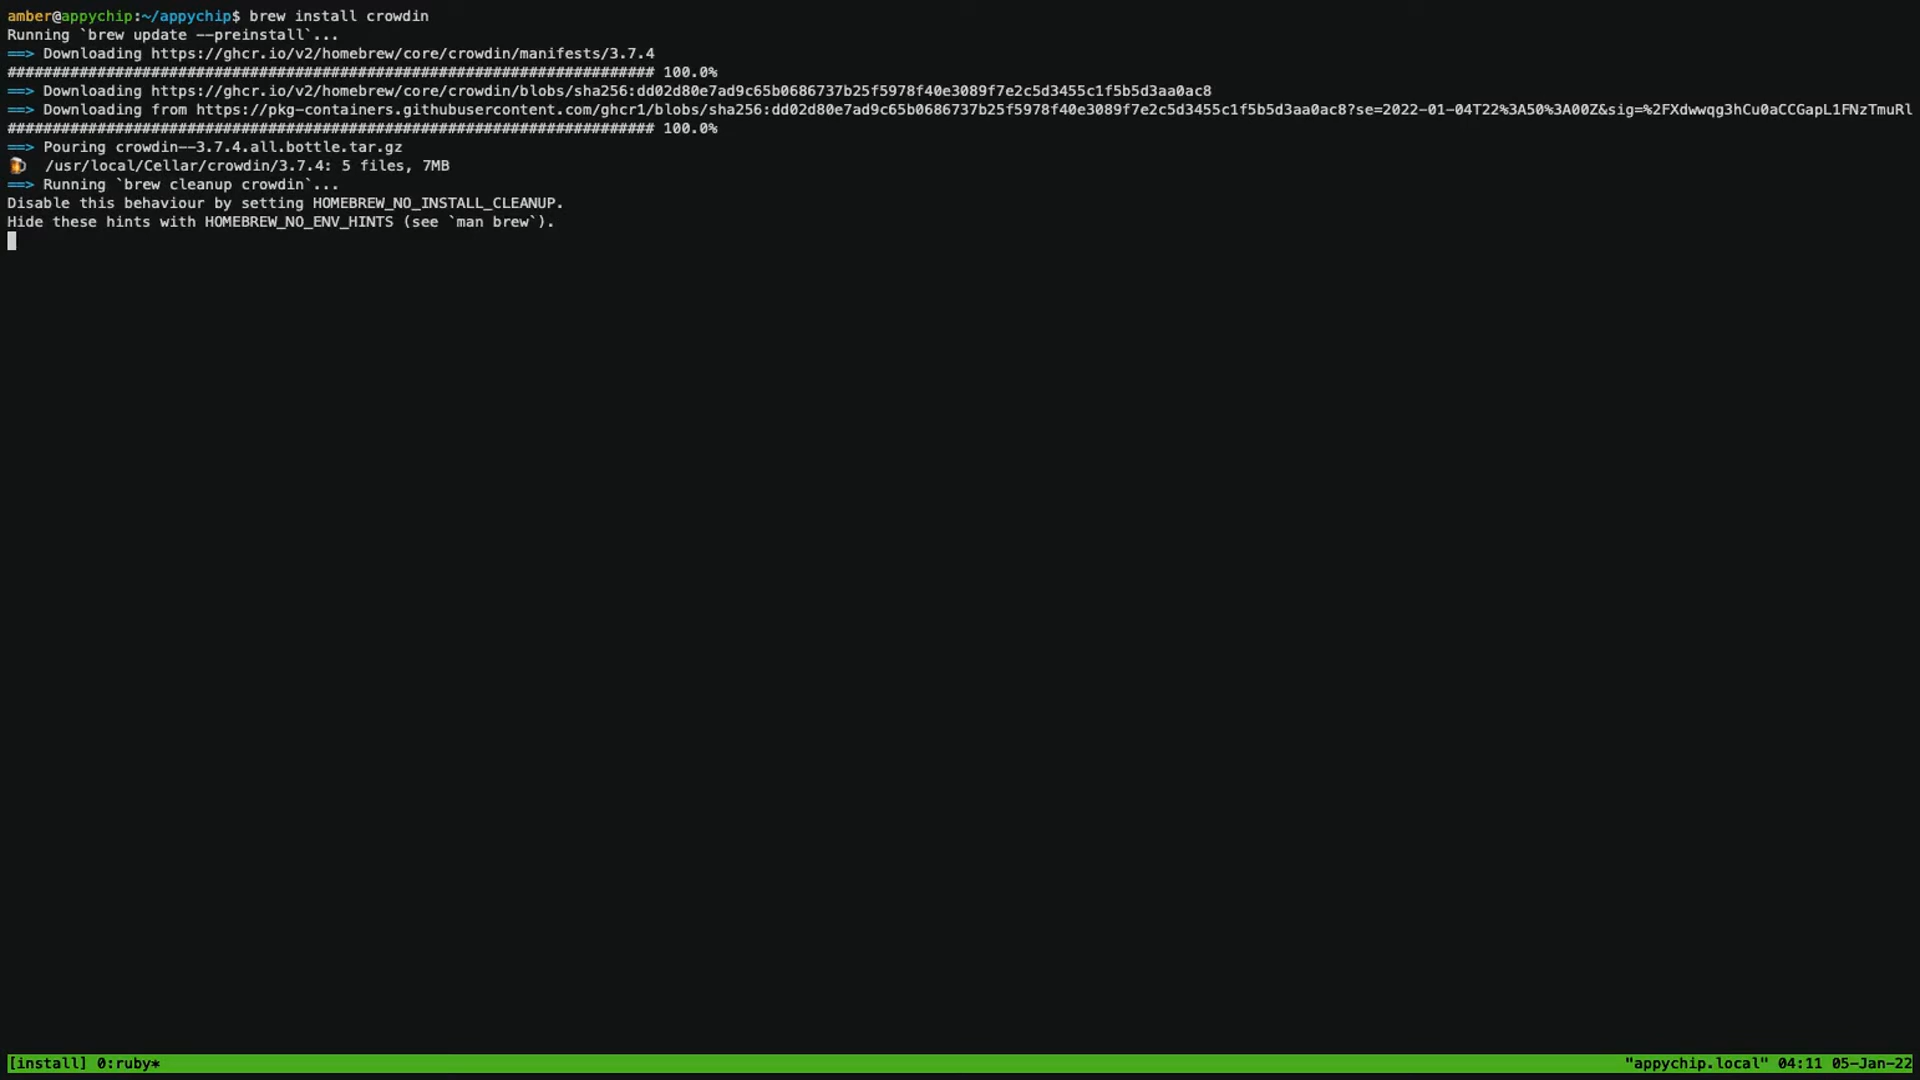 amber@appychip:~/appychip$ brew install crowdin
Running `brew update --preinstall`...
==> Downloading https://ghcr.io/v2/homebrew/core/crowdin/manifests/3.7.4
######################################################################## 100.0%
==> Downloading https://ghcr.io/v2/homebrew/core/crowdin/blobs/sha256:dd02d80e7ad9c65b0686737b25f5978f40e3089f7e2c5d3455c1f5b5d3aa0ac8
==> Downloading from https://pkg-containers.githubusercontent.com/ghcr1/blobs/sha256:dd02d80e7ad9c65b0686737b25f5978f40e3089f7e2c5d3455c1f5b5d3aa0ac8?se=2022-01-04T22%3A50%3A00Z&sig=%2FXdwwqg3hCu0aCCGapL1FNzTmuRl
######################################################################## 100.0%
==> Pouring crowdin--3.7.4.all.bottle.tar.gz
🍺  /usr/local/Cellar/crowdin/3.7.4: 5 files, 7MB
==> Running `brew cleanup crowdin`...
Disable this behaviour by setting HOMEBREW_NO_INSTALL_CLEANUP.
Hide these hints with HOMEBREW_NO_ENV_HINTS (see `man brew`).
[install] 0:ruby* "appychip.local" 04:11 05-Jan-22